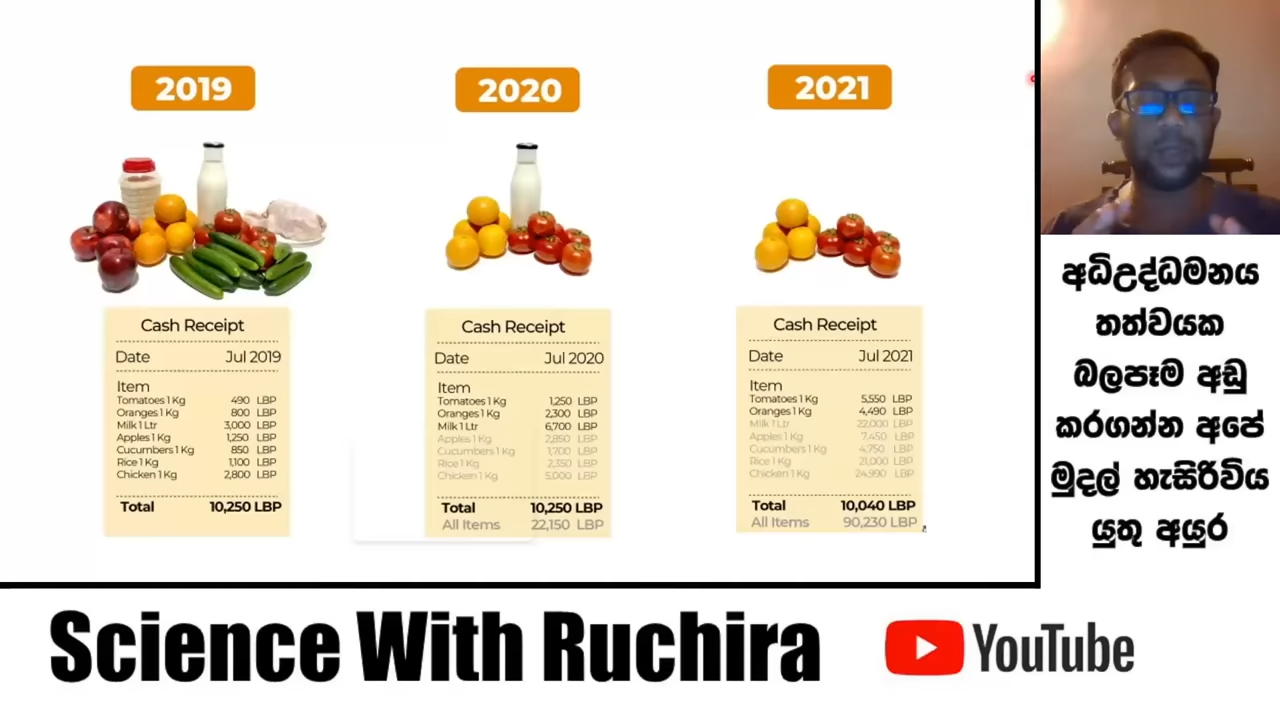 2019
2020
2021
Cash Receipt
Date Jul 2019
Item
Tomatoes 1 Kg 490 LBP
Oranges 1 Kg 800 LBP
Milk 1 Ltr 3,000 LBP
Apples 1 Kg 1,250 LBP
Cucumbers 1 Kg 850 LBP
Rice 1 Kg 1,100 LBP
Chicken 1 Kg 2,800 LBP
Total 10,250 LBP
Cash Receipt
Date Jul 2020
Item
Tomatoes 1 Kg 1,250 LBP
Oranges 1 Kg 2,300 LBP
Milk 1 Ltr 6,700 LBP
Apples 1 Kg 2,850 LBP
Cucumbers 1 Kg 1,700 LBP
Rice 1 Kg 2,350 LBP
Chicken 1 Kg 5,000 LBP
Total 10,250 LBP
All Items 22,150 LBP
Cash Receipt
Date Jul 2021
Item
Tomatoes 1 Kg 5,550 LBP
Oranges 1 Kg 4,490 LBP
Milk 1 Ltr 22,000 LBP
Apples 1 Kg 7,450 LBP
Cucumbers 1 Kg 4,750 LBP
Rice 1 Kg 21,000 LBP
Chicken 1 Kg 24,990 LBP
Total 10,040 LBP
All Items 90,230 LBP
අධිඋද්ධමනය
තත්වයක
බලපෑම අඩු
කරගන්න අපේ
මුදල් හැසිරිවිය
යුතු අයුර
Science With Ruchira
YouTube